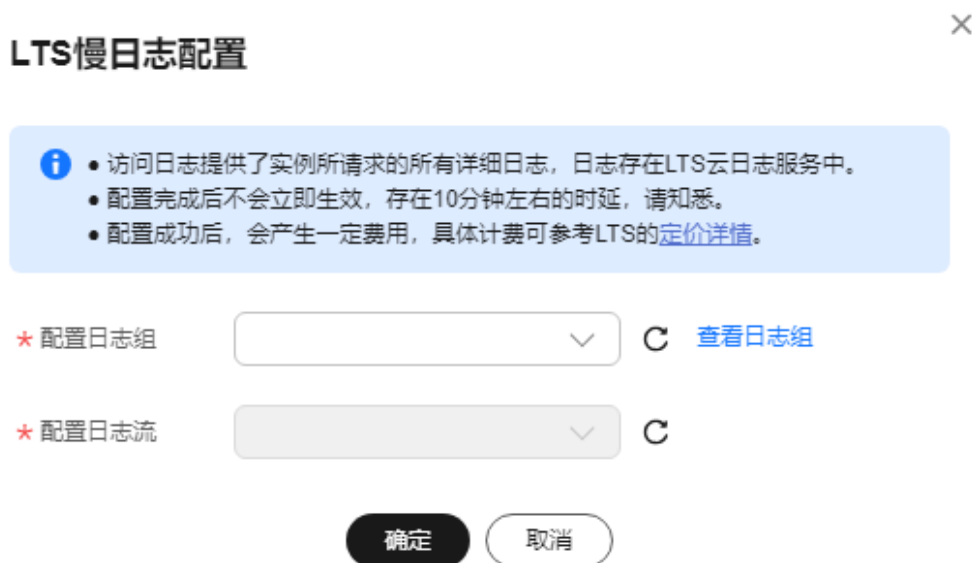 LTS慢日志配置
● 访问日志提供了实例所请求的所有详细日志，日志存在LTS云日志服务中。
● 配置完成后不会立即生效，存在10分钟左右的时延，请知悉。
● 配置成功后，会产生一定费用，具体计费可参考LTS的定价详情。
* 配置日志组 查看日志组
* 配置日志流
确定 取消